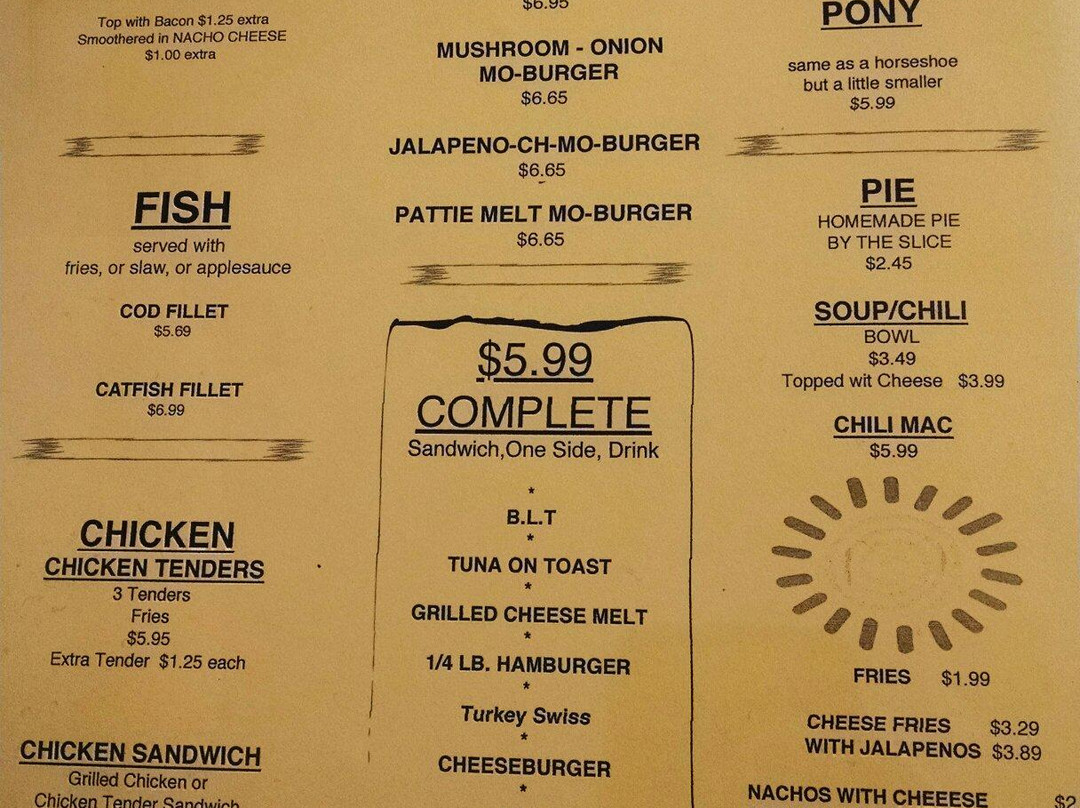 Top with Bacon $1.25 extra
Smoothered in NACHO CHEESE
$1.00 extra
FISH
served with
fries, or slaw, or applesauce
COD FILLET
$5.69
CATFISH FILLET
$6.99
CHICKEN
CHICKEN TENDERS
3 Tenders
Fries
$5.95
Extra Tender $1.25 each
CHICKEN SANDWICH
Grilled Chicken or
Chicken Tender Sandwich
$6.95
MUSHROOM - ONION
MO-BURGER
$6.65
JALAPENO-CH-MO-BURGER
$6.65
PATTIE MELT MO-BURGER
$6.65
$5.99
COMPLETE
Sandwich,One Side, Drink
*
B.L.T
*
TUNA ON TOAST
*
GRILLED CHEESE MELT
*
1/4 LB. HAMBURGER
*
Turkey Swiss
*
CHEESEBURGER
*
PONY
same as a horseshoe
but a little smaller
$5.99
PIE
HOMEMADE PIE
BY THE SLICE
$2.45
SOUP/CHILI
BOWL
$3.49
Topped wit Cheese $3.99
CHILI MAC
$5.99
FRIES $1.99
CHEESE FRIES $3.29
WITH JALAPENOS $3.89
NACHOS WITH CHEEESE